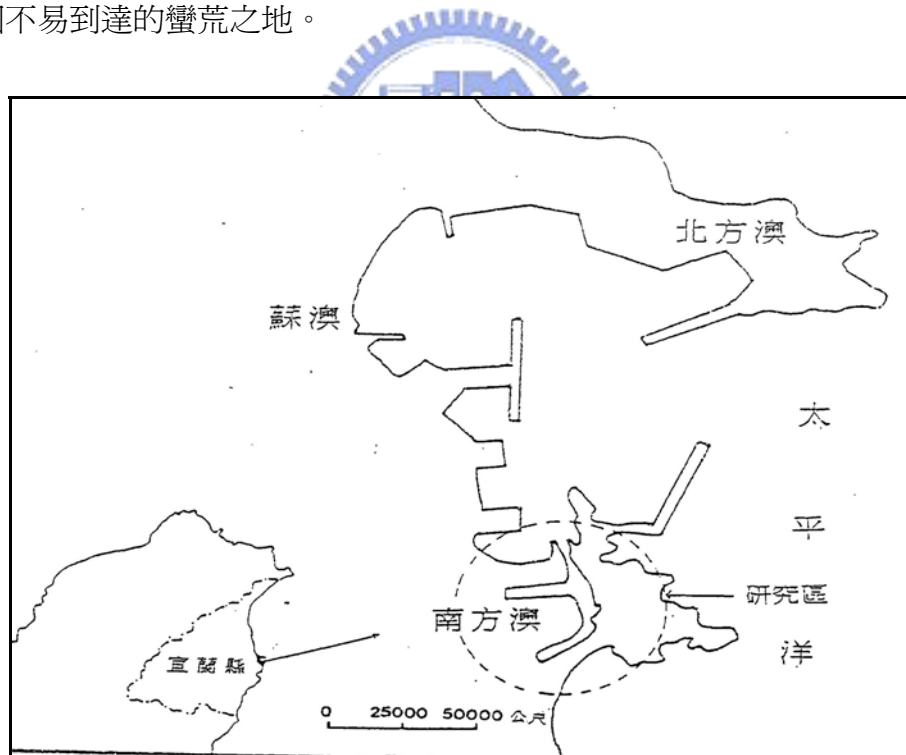 不易到達的蠻荒之地。
北方澳
蘇澳
太
平
洋
研究區
南方澳
宜蘭縣
0 25000 50000 公尺